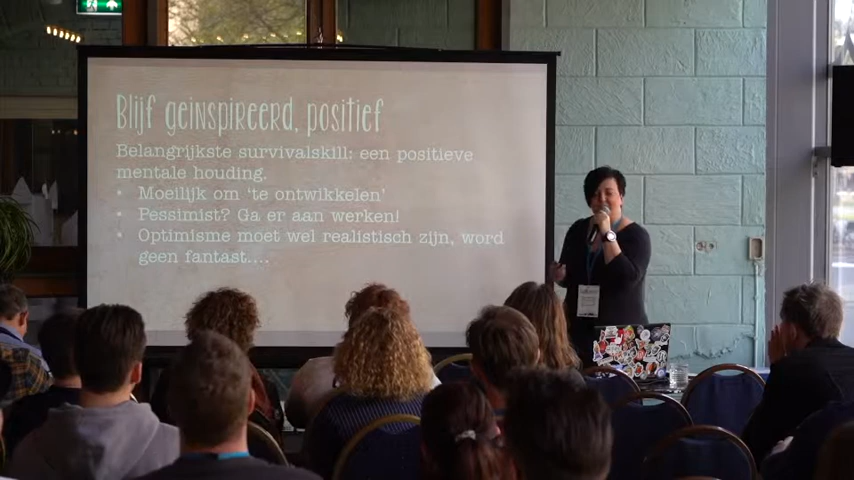 Blijf geinspireerd, positief
Belangrijkste survivalskill: een positieve
mentale houding.
• Moeilijk om 'te ontwikkelen'
• Pessimist? Ga er aan werken!
• Optimisme moet wel realistisch zijn, word
geen fantast....